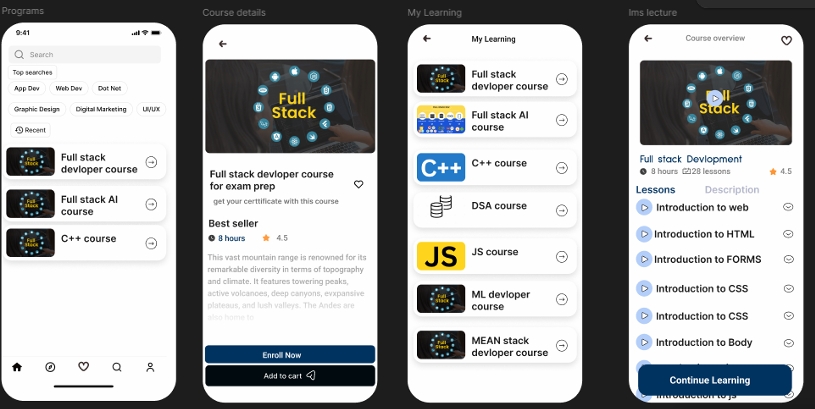 Programs
9:41
Search
Top searches
App Dev
Web Dev
Dot Net
Graphic Design
Digital Marketing
UI/UX
Recent
Full Stack
Full stack
devloper course
Full Stack
Full stack AI
course
Full Stack
C++ course
Course details
Full
Stack
Full stack devloper course
for exam prep
get your certtificate with this course
Best seller
8 hours
4.5
This vast mountain range is renowned for its
remarkable diversity in terms of topography
and climate. It features towering peaks,
active volcanoes, deep canyons, expansive
plateaus, and lush valleys. The Andes are
also home to
Enroll Now
Add to cart
My Learning
My Learning
Full Stack
Full stack
devloper course
Full stack AI
course
C++
C++ course
DSA course
JS
JS course
Full Stack
ML devloper
course
Full Stack
MEAN stack
devloper course
lms lecture
Course overview
Full
Stack
Full stack Devlopment
8 hours
28 lessons
4.5
Lessons
Description
Introduction to web
Introduction to HTML
Introduction to FORMS
Introduction to CSS
Introduction to CSS
Introduction to Body
Continue Learning
Introduction to js